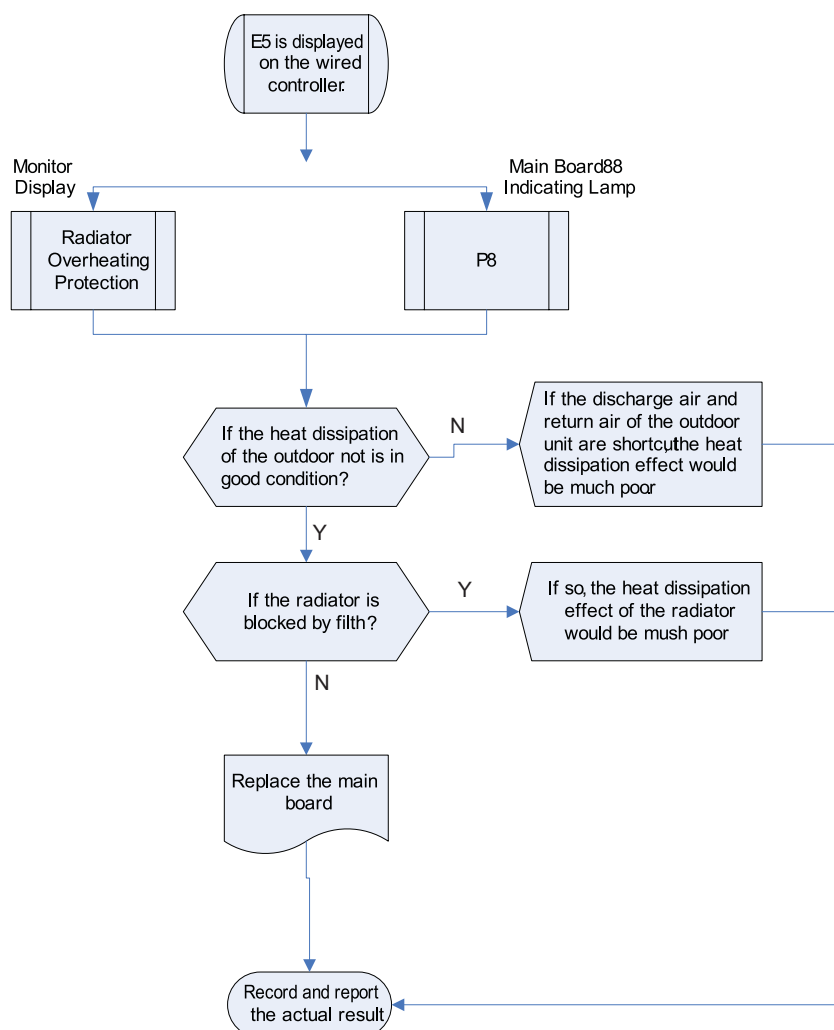 E5 is displayed
on the wired
controller.
Monitor
Display
Main Board88
Indicating Lamp
Radiator
Overheating
Protection
P8
If the heat dissipation
of the outdoor not is in
good condition?
N
If the discharge air and
return air of the outdoor
unit are shortcut,the heat
dissipation effect would
be much poor.
Y
If the radiator is
blocked by filth?
Y
If so, the heat dissipation
effect of the radiator
would be mush poor
N
Replace the main
board
Record and report
the actual result